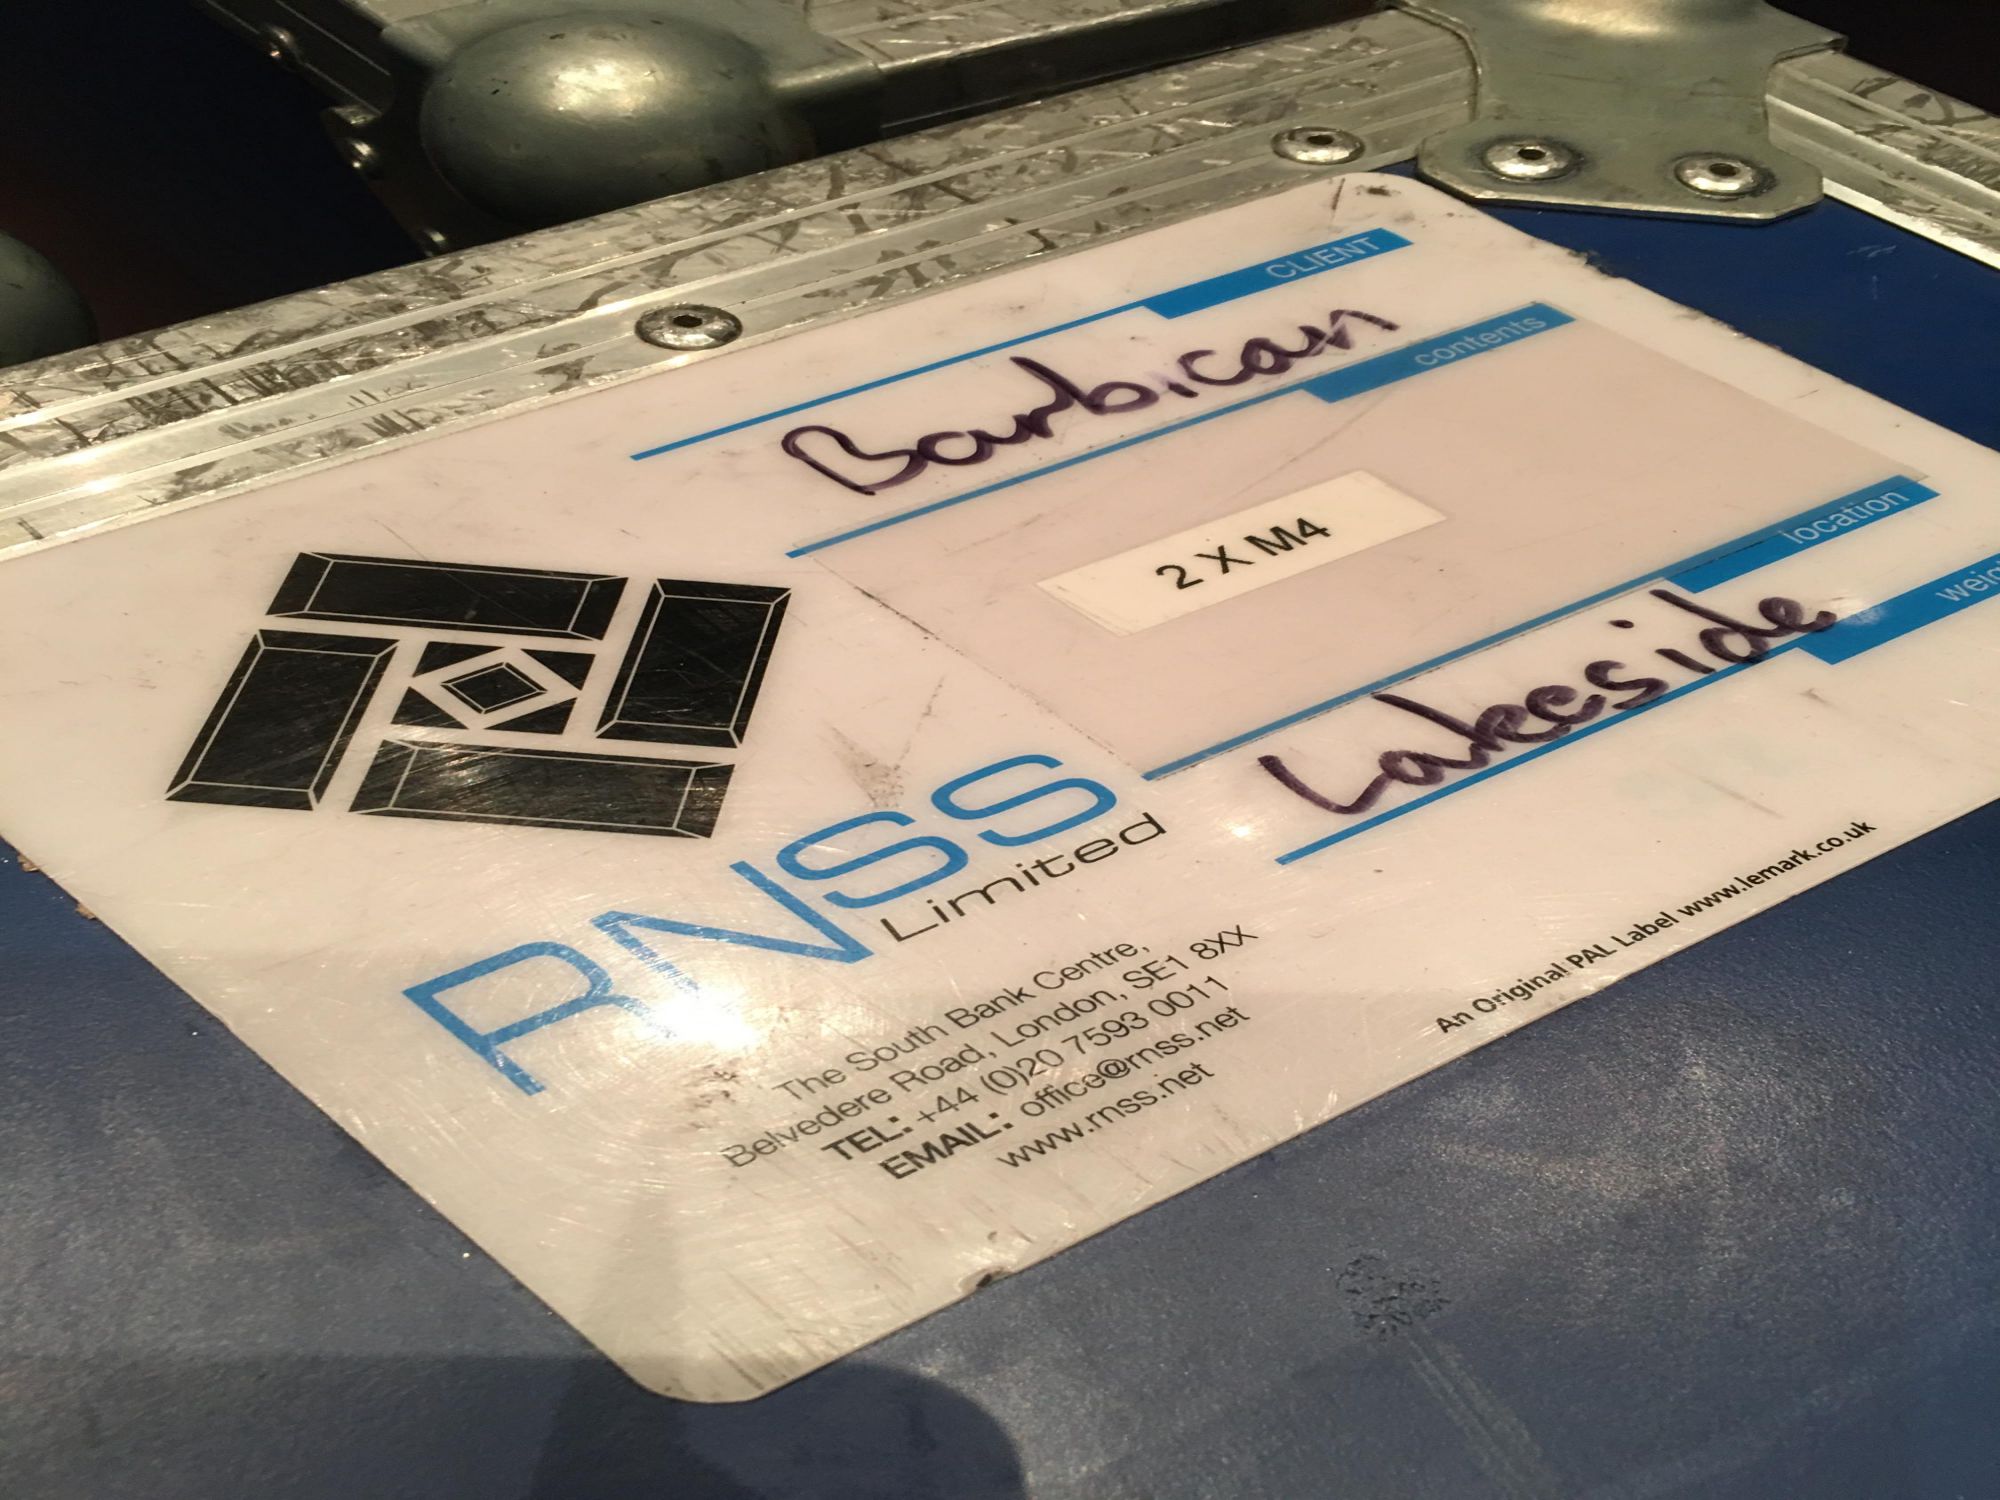 CLIENT
Barbican
contents
2 X M4
location
Lakeside
RNSS
Limited
The South Bank Centre,
Belvedere Road, London, SE1 8XX
TEL: +44 (0)20 7593 0011
EMAIL: office@rnss.net
www.rnss.net
An Original PAL Label www.lemark.co.uk